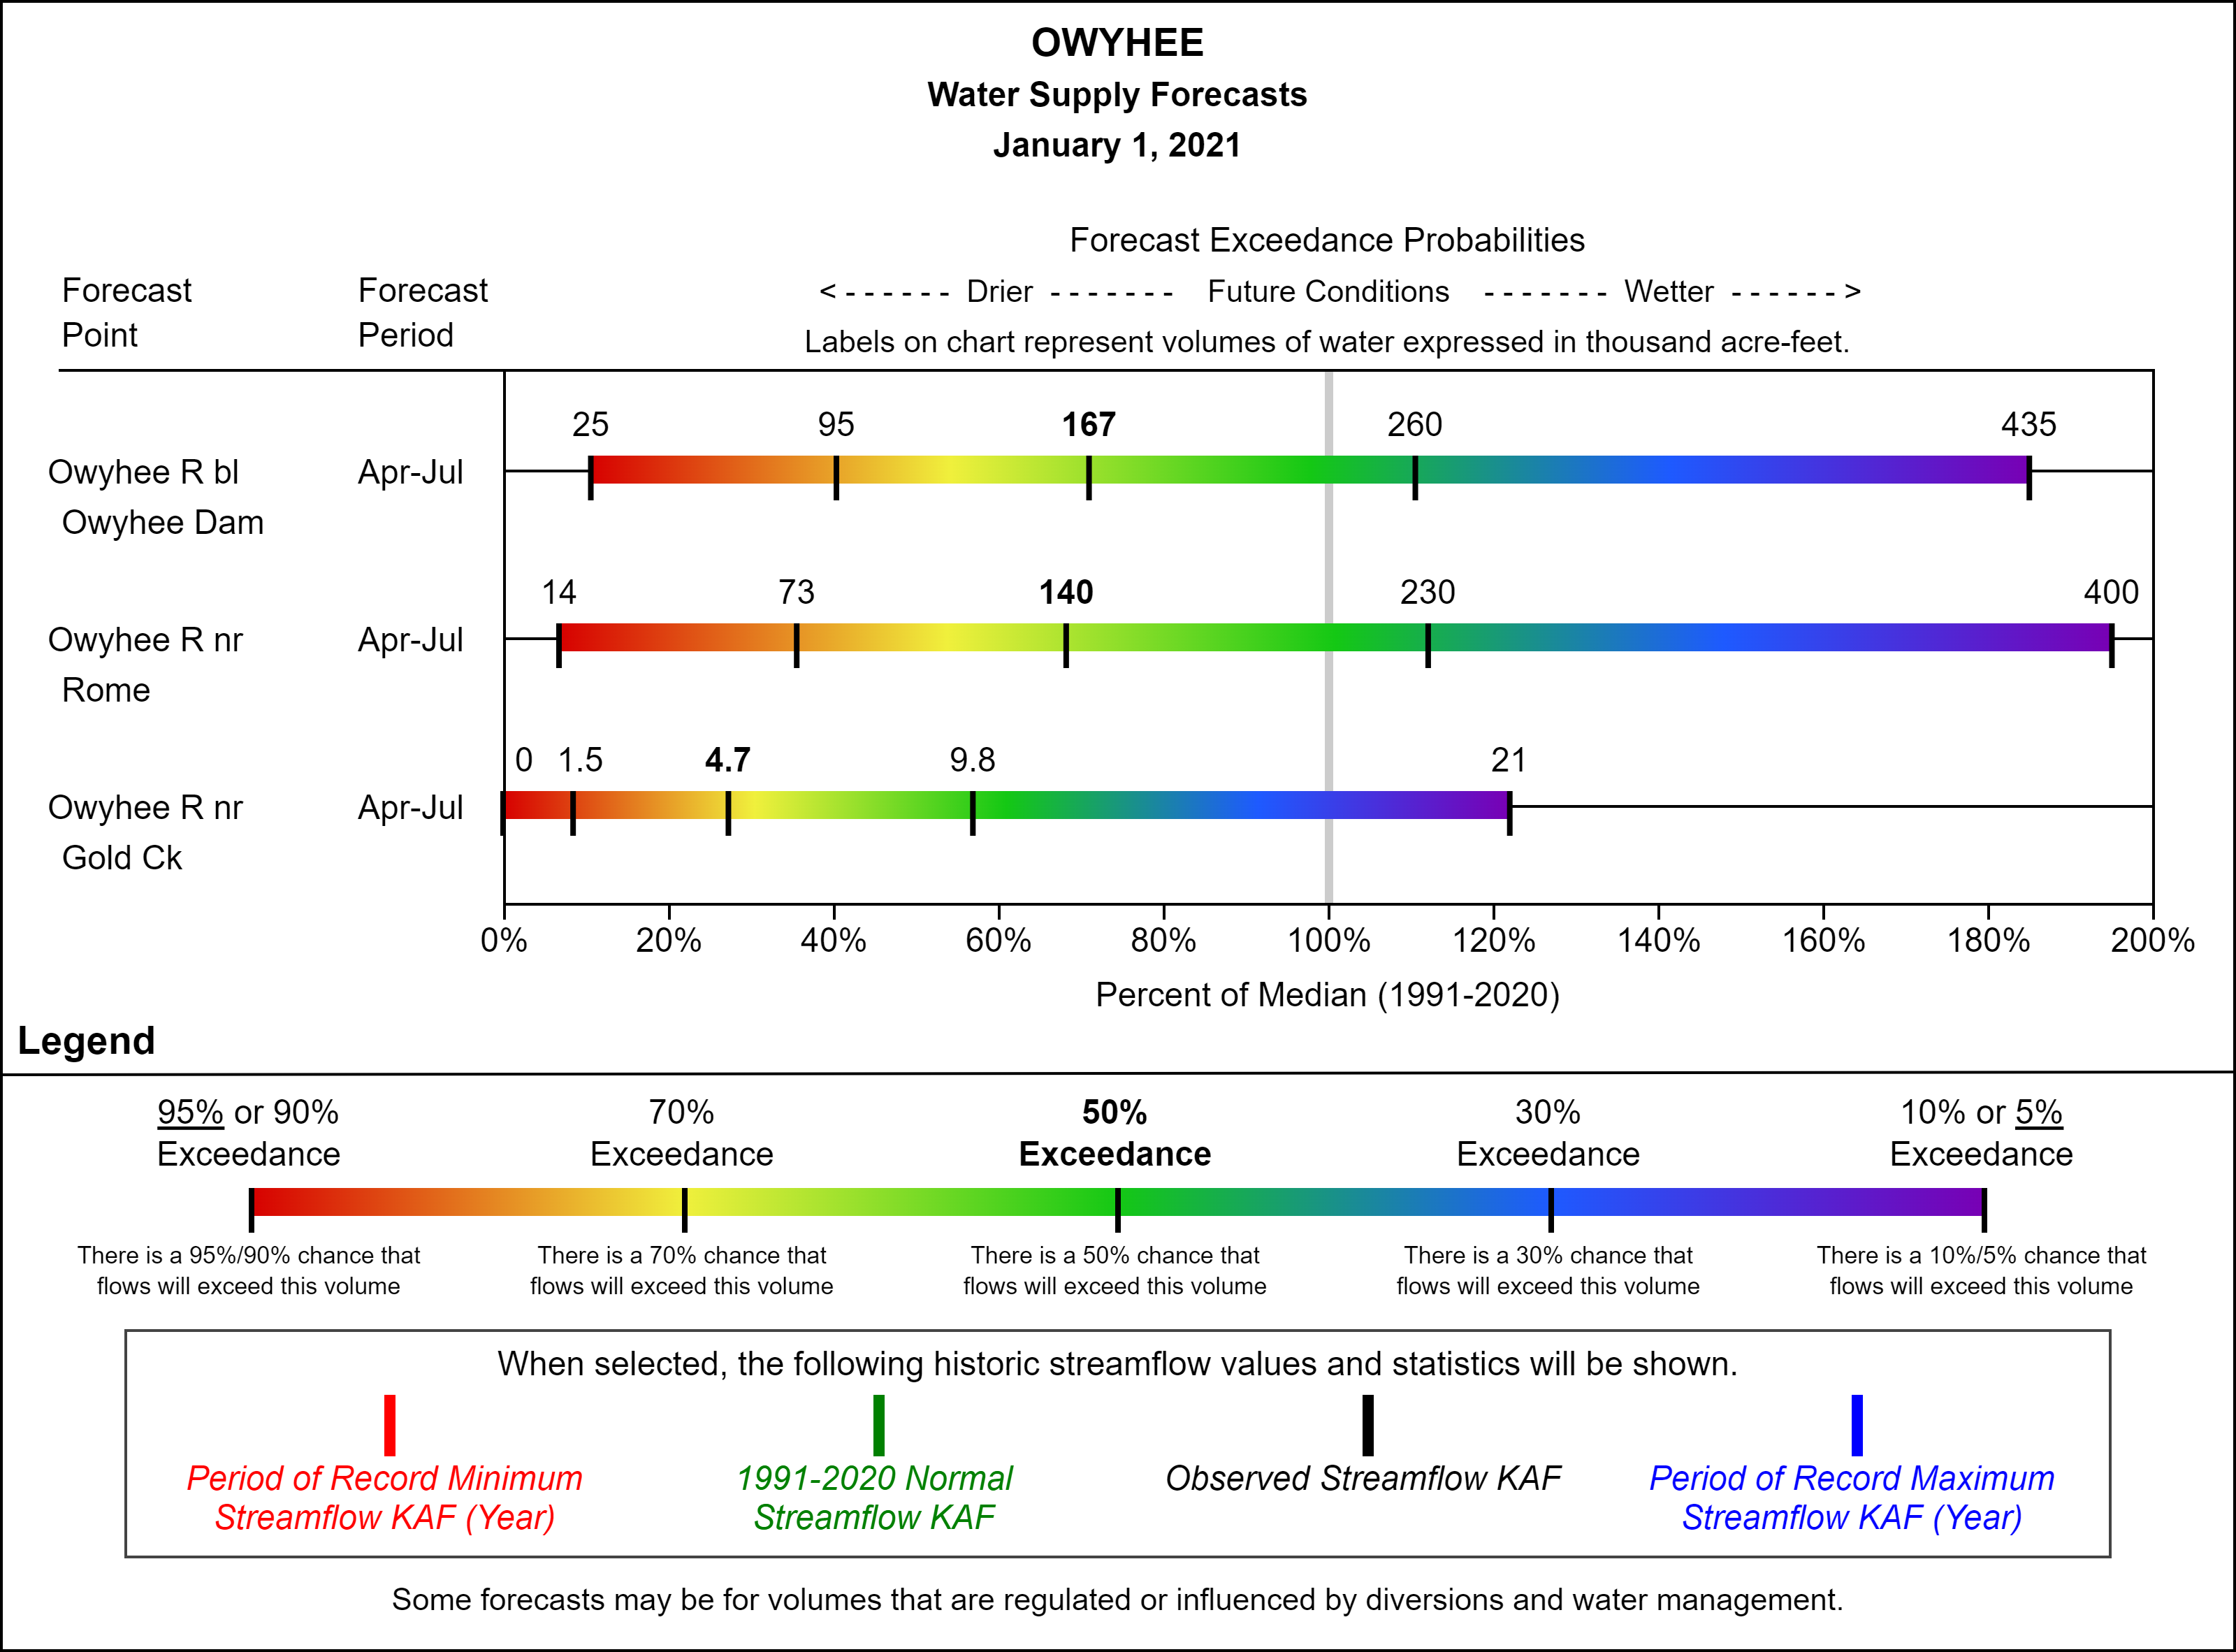 OWYHEE
Water Supply Forecasts
January 1, 2021
Forecast Exceedance Probabilities
Forecast Point
Forecast Period
< - - - - - - Drier - - - - - - - Future Conditions - - - - - - - Wetter - - - - - - >
Labels on chart represent volumes of water expressed in thousand acre-feet.
25 95 167 260 435
Owyhee R bl Apr-Jul
Owyhee Dam
14 73 140 230 400
Owyhee R nr Apr-Jul
Rome
0 1.5 4.7 9.8 21
Owyhee R nr Apr-Jul
Gold Ck
0% 20% 40% 60% 80% 100% 120% 140% 160% 180% 200%
Percent of Median (1991-2020)
Legend
95% or 90% 70% 50% 30% 10% or 5%
Exceedance Exceedance Exceedance Exceedance Exceedance
There is a 95%/90% chance that There is a 70% chance that There is a 50% chance that There is a 30% chance that There is a 10%/5% chance that
flows will exceed this volume flows will exceed this volume flows will exceed this volume flows will exceed this volume flows will exceed this volume
When selected, the following historic streamflow values and statistics will be shown.
Period of Record Minimum 1991-2020 Normal Observed Streamflow KAF Period of Record Maximum
Streamflow KAF (Year) Streamflow KAF Streamflow KAF (Year)
Some forecasts may be for volumes that are regulated or influenced by diversions and water management.